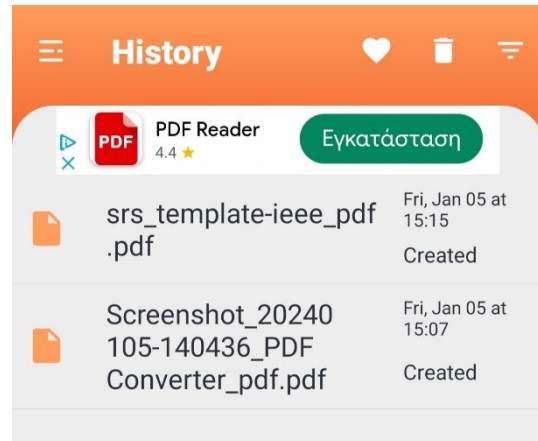 History
PDF
PDF Reader
4.4 ★
Εγκατάσταση
srs_template-ieee_pdf
.pdf
Fri, Jan 05 at
15:15
Created
Screenshot_20240
105-140436_PDF
Converter_pdf.pdf
Fri, Jan 05 at
15:07
Created